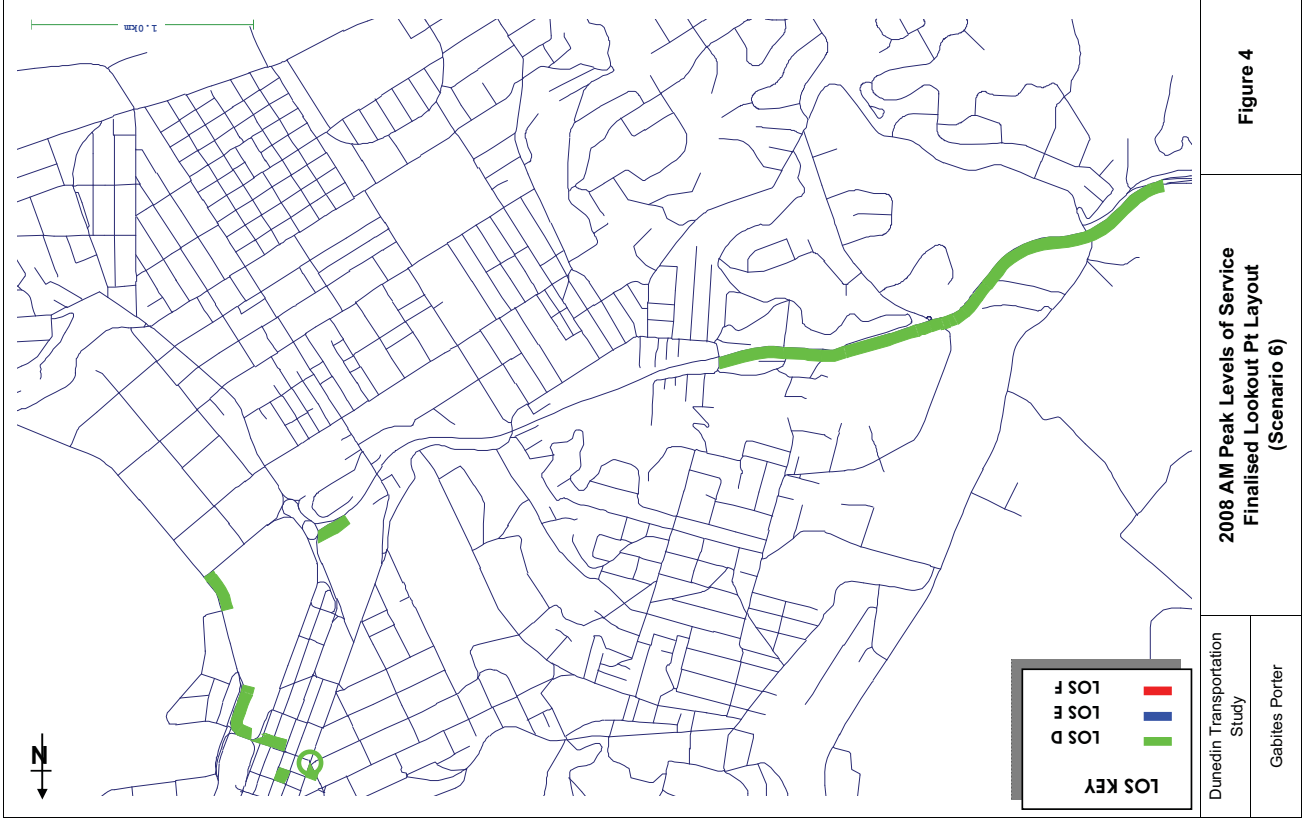 1.0km
N
LOS KEY
LOS D
LOS E
LOS F
Dunedin Transportation
Study
Gabites Porter
2008 AM Peak Levels of Service
Finalised Lookout Pt Layout
(Scenario 6)
Figure 4